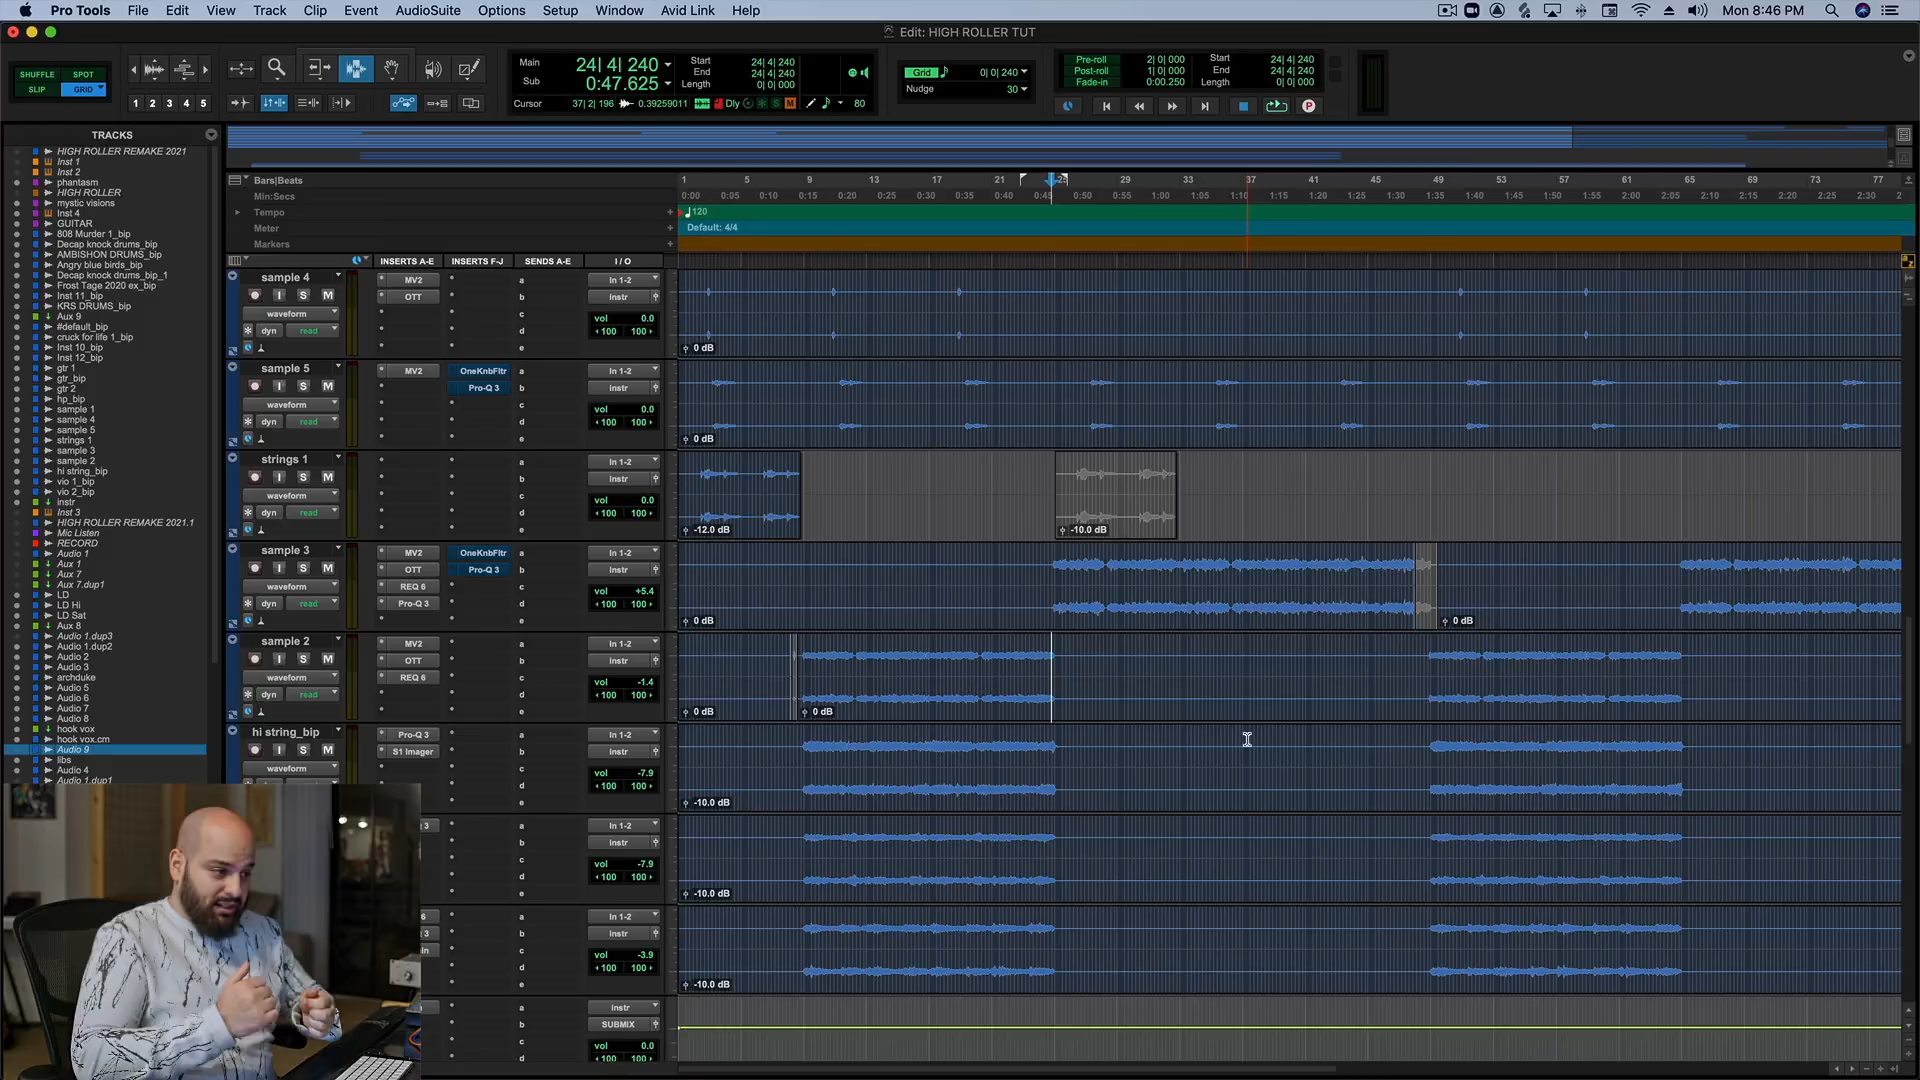 Pro Tools File Edit View Track Clip Event AudioSuite Options Setup Window Avid Link Help Mon 8:46 PM
Edit: HIGH ROLLER TUT
SHUFFLE SPOT
SLIP GRID
1 2 3 4 5
Main 24| 4| 240
Sub 0:47.625
Start 24| 4| 240
End 24| 4| 240
Length 0| 0| 000
Cursor 37| 2| 196 0.39259011 Dly S M 80
Grid 0| 0| 240
Nudge 30
Pre-roll 2| 0| 000
Post-roll 1| 0| 000
Fade-in 0:00.250
Start 24| 4| 240
End 24| 4| 240
Length 0| 0| 000
P
TRACKS
HIGH ROLLER REMAKE 2021
Inst 1
Inst 2
phantasm
HIGH ROLLER
mystic visions
Inst 4
GUITAR
808 Murder 1_bip
Decap knock drums_bip
AMBISHON DRUMS_bip
Angry blue birds_bip
Decap knock drums_bip_1
Frost Tage 2020 ex_bip
Inst 11_bip
KRS DRUMS_bip
Aux 9
#default_bip
cruck for life 1_bip
Inst 10_bip
Inst 12_bip
gtr 1
gtr_bip
gtr 2
hp_bip
sample 1
sample 4
sample 5
strings 1
sample 3
sample 2
hi string_bip
vio 1_bip
vio 2_bip
instr
Inst 3
HIGH ROLLER REMAKE 2021.1
Mic Listen
RECORD
Audio 1
Aux 1
Aux 7
Aux 7.dup1
LD
LD Hi
LD Sat
Aux 8
Audio 1.dup3
Audio 1.dup2
Audio 2
Audio 3
archduke
Audio 5
Audio 6
Audio 7
Audio 8
hook vox
hook vox.cm
Audio 9
libs
Audio 4
Audio 1.dup1
Bars|Beats 1 5 9 13 17 21 25 29 33 37 41 45 49 53 57 61 65 69 73 77
Min:Secs 0:00 0:05 0:10 0:15 0:20 0:25 0:30 0:35 0:40 0:45 0:50 0:55 1:00 1:05 1:10 1:15 1:20 1:25 1:30 1:35 1:40 1:45 1:50 1:55 2:00 2:05 2:10 2:15 2:20 2:25 2:30 2
Tempo 120
Meter Default: 4/4
Markers
INSERTS A-E INSERTS F-J SENDS A-E I / O
sample 4 MV2 a In 1-2
I S M OTT b Instr
waveform c vol 0.0
dyn read d 100 100
e 0 dB
sample 5 MV2 OneKnbFltr a In 1-2
I S M Pro-Q 3 b Instr
waveform c vol 0.0
dyn read d 100 100
e 0 dB
strings 1 a In 1-2
I S M b Instr
waveform c vol 0.0
dyn read d 100 100
e -12.0 dB -10.0 dB
sample 3 MV2 OneKnbFltr a In 1-2
I S M OTT Pro-Q 3 b Instr
waveform REQ 6 c vol +5.4
dyn read Pro-Q 3 d 100 100
e 0 dB 0 dB
sample 2 MV2 a In 1-2
I S M OTT b Instr
waveform REQ 6 c vol -1.4
dyn read d 100 100
e 0 dB 0 dB
hi string_bip Pro-Q 3 a In 1-2
I S M S1 Imager b Instr
waveform c vol -7.9
d 100 100
e -10.0 dB
3 a In 1-2
b Instr
c vol -7.9
d 100 100
e -10.0 dB
6 a In 1-2
3 b Instr
in c vol -3.9
d 100 100
e -10.0 dB
a instr
b SUBMIX
c vol 0.0
d 100 100